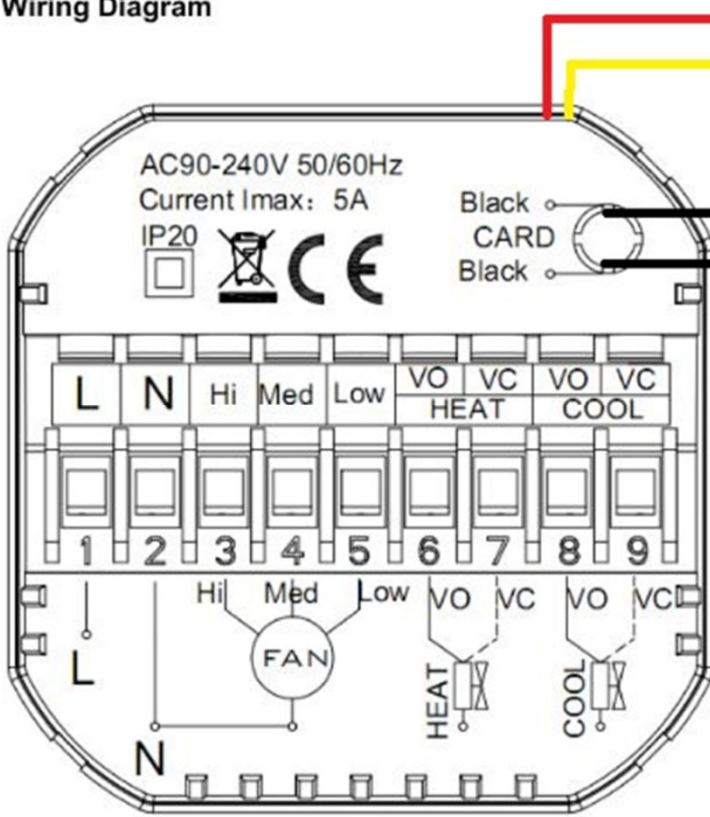 Wiring Diagram
AC90-240V 50/60Hz
Current Imax: 5A
IP20
CE
Black
CARD
Black
L N Hi Med Low VO VC VO VC
HEAT COOL
1 2 3 4 5 6 7 8 9
Hi Med Low VO VC VO VC
FAN
L
HEAT
COOL
N